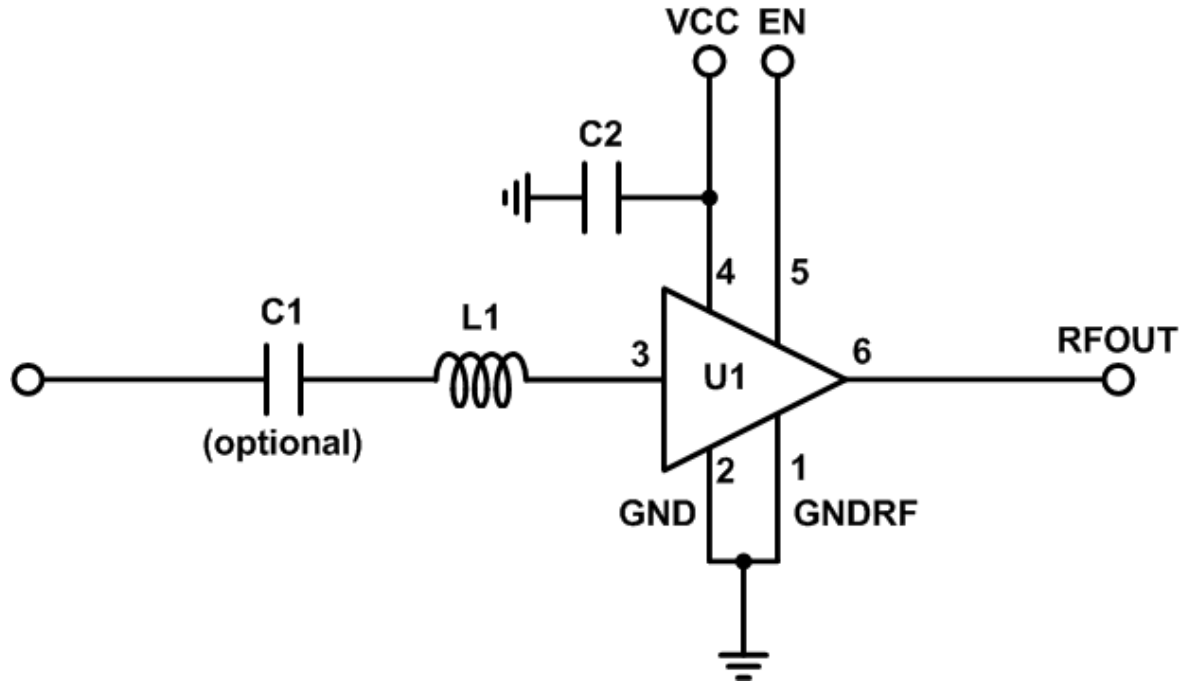 VCC EN
C2
4
5
C1
L1
3
U1
6
RFOUT
(optional)
2
1
GND
GNDRF